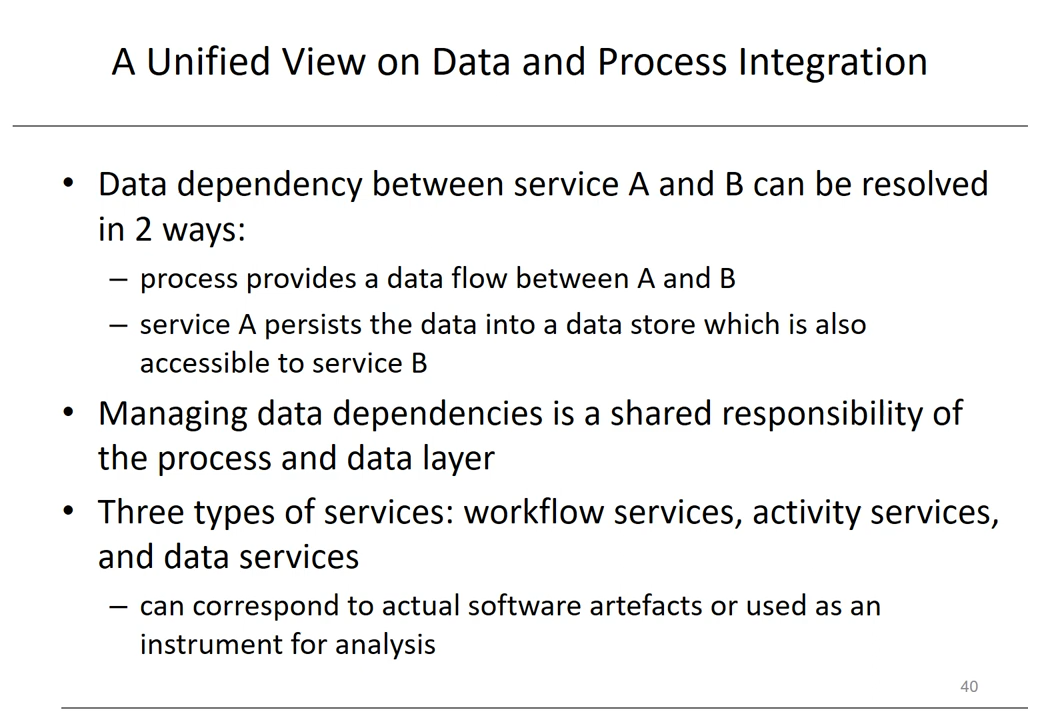 A Unified View on Data and Process Integration
• Data dependency between service A and B can be resolved
in 2 ways:
– process provides a data flow between A and B
– service A persists the data into a data store which is also
accessible to service B
• Managing data dependencies is a shared responsibility of
the process and data layer
• Three types of services: workflow services, activity services,
and data services
– can correspond to actual software artefacts or used as an
instrument for analysis
40